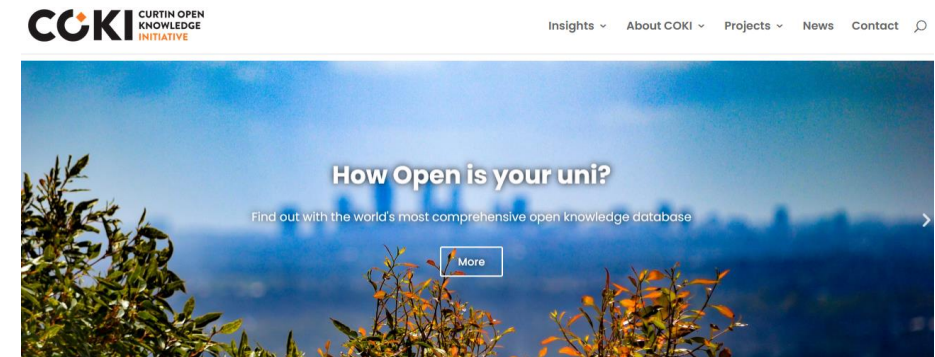 COKI CURTIN OPEN
KNOWLEDGE
INITIATIVE
Insights About COKI Projects News Contact
How Open is your uni?
Find out with the world's most comprehensive open knowledge database
More